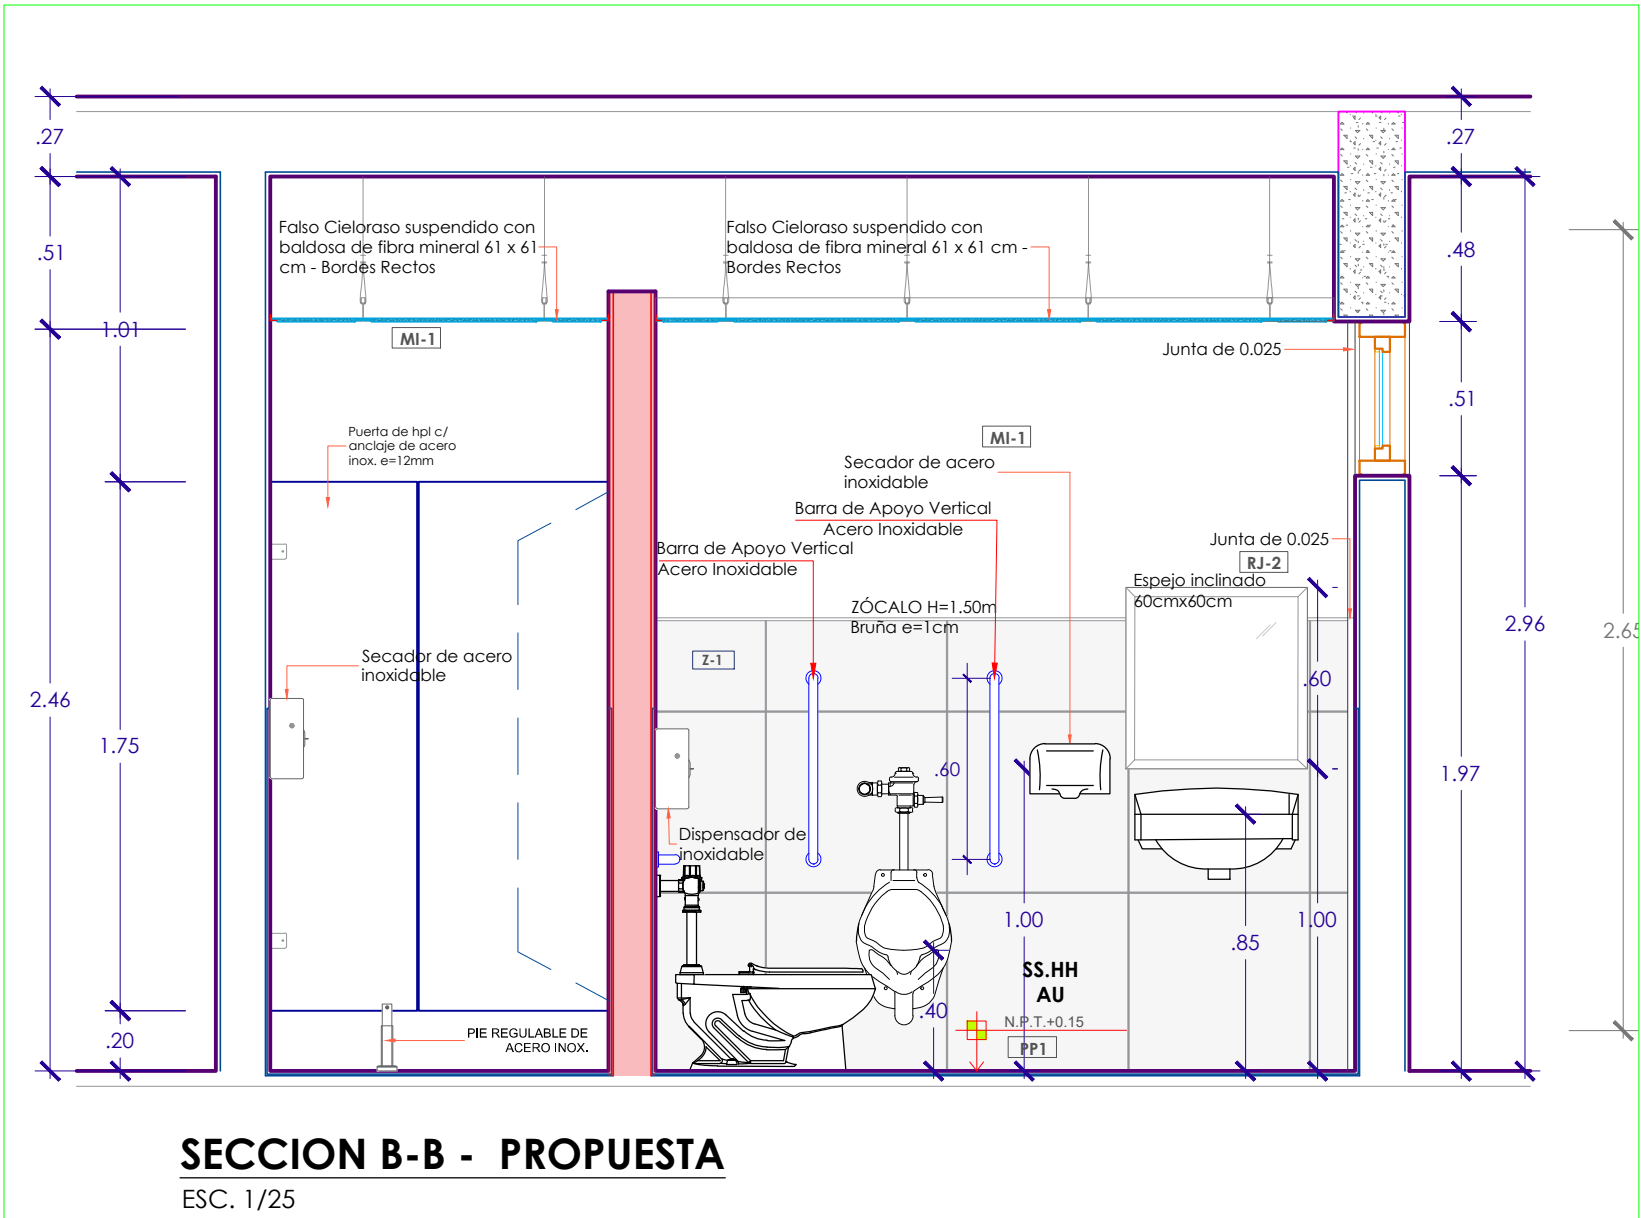 .27
.27
.51
Falso Cieloraso suspendido con
baldosa de fibra mineral 61 x 61
cm - Bordes Rectos
Falso Cieloraso suspendido con
baldosa de fibra mineral 61 x 61 cm -
Bordes Rectos
.48
1.01
MI-1
Junta de 0.025
.51
Puerta de hpl c/
anclaje de acero
inox. e=12mm
MI-1
Secador de acero
inoxidable
Barra de Apoyo Vertical
Acero Inoxidable
Barra de Apoyo Vertical
Acero Inoxidable
Junta de 0.025
RJ-2
Espejo inclinado
60cmx60cm
ZÓCALO H=1.50m
Bruña e=1cm
2.96
2.65
Z-1
Secador de acero
inoxidable
.60
2.46
1.75
.60
1.97
Dispensador de
inoxidable
1.00
1.00
.85
SS.HH
AU
.40
N.P.T.+0.15
PP1
.20
PIE REGULABLE DE
ACERO INOX.
SECCION B-B - PROPUESTA
ESC. 1/25